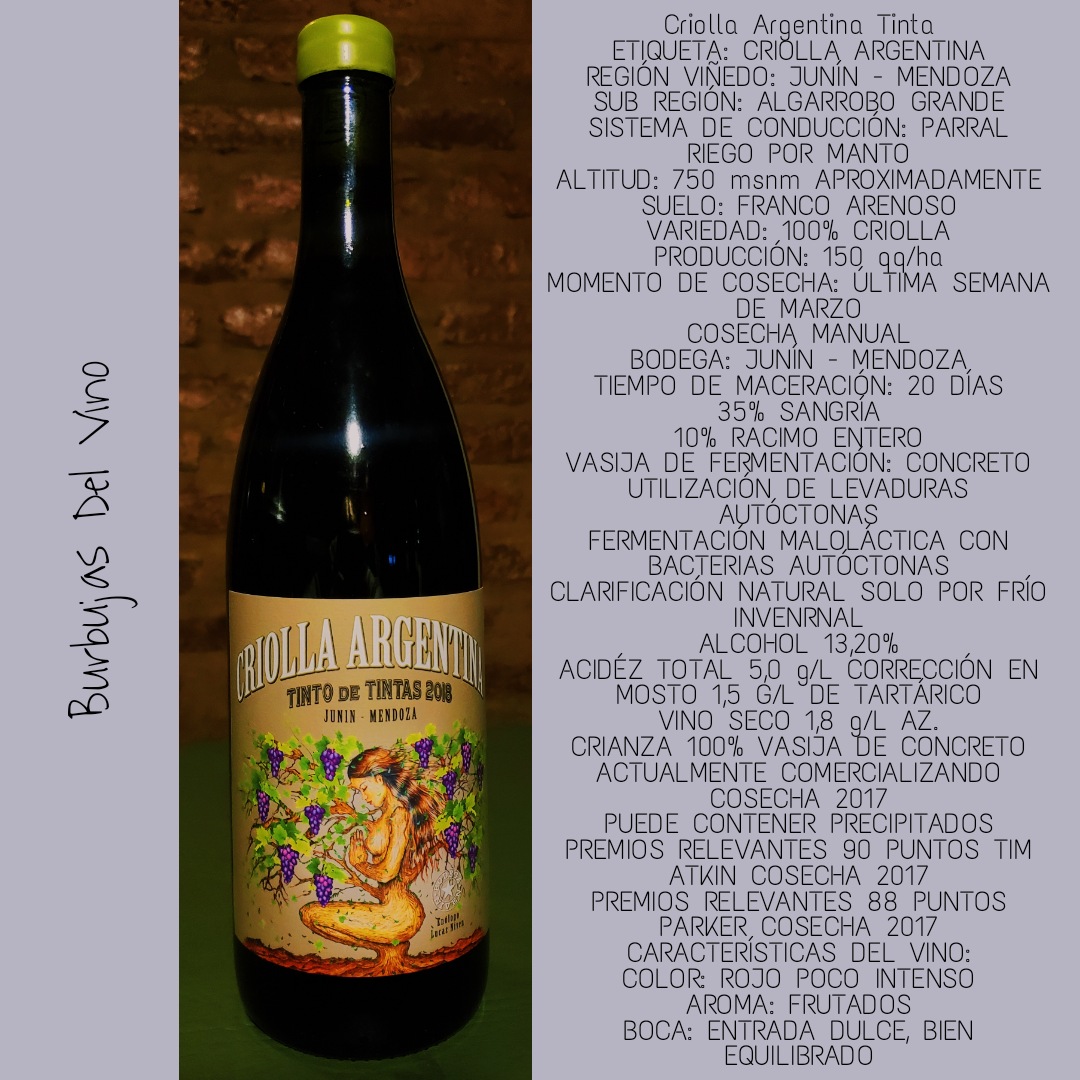 Burbujas Del Vino
CRIOLLA ARGENTINA
TINTO DE TINTAS 2018
JUNIN - MENDOZA
Enólogo
Lucas Niven
Criolla Argentina Tinta
ETIQUETA: CRIOLLA ARGENTINA
REGIÓN VIÑEDO: JUNÍN - MENDOZA
SUB REGIÓN: ALGARROBO GRANDE
SISTEMA DE CONDUCCIÓN: PARRAL
RIEGO POR MANTO
ALTITUD: 750 msnm APROXIMADAMENTE
SUELO: FRANCO ARENOSO
VARIEDAD: 100% CRIOLLA
PRODUCCIÓN: 150 qq/ha
MOMENTO DE COSECHA: ÚLTIMA SEMANA
DE MARZO
COSECHA MANUAL
BODEGA: JUNÍN - MENDOZA
TIEMPO DE MACERACIÓN: 20 DÍAS
35% SANGRÍA
10% RACIMO ENTERO
VASIJA DE FERMENTACIÓN: CONCRETO
UTILIZACIÓN DE LEVADURAS
AUTÓCTONAS
FERMENTACIÓN MALOLÁCTICA CON
BACTERIAS AUTÓCTONAS
CLARIFICACIÓN NATURAL SOLO POR FRÍO
INVENRNAL
ALCOHOL 13,20%
ACIDÉZ TOTAL 5,0 g/L CORRECCIÓN EN
MOSTO 1,5 G/L DE TARTÁRICO
VINO SECO 1,8 g/L AZ.
CRIANZA 100% VASIJA DE CONCRETO
ACTUALMENTE COMERCIALIZANDO
COSECHA 2017
PUEDE CONTENER PRECIPITADOS
PREMIOS RELEVANTES 90 PUNTOS TIM
ATKIN COSECHA 2017
PREMIOS RELEVANTES 88 PUNTOS
PARKER COSECHA 2017
CARACTERÍSTICAS DEL VINO:
COLOR: ROJO POCO INTENSO
AROMA: FRUTADOS
BOCA: ENTRADA DULCE, BIEN
EQUILIBRADO